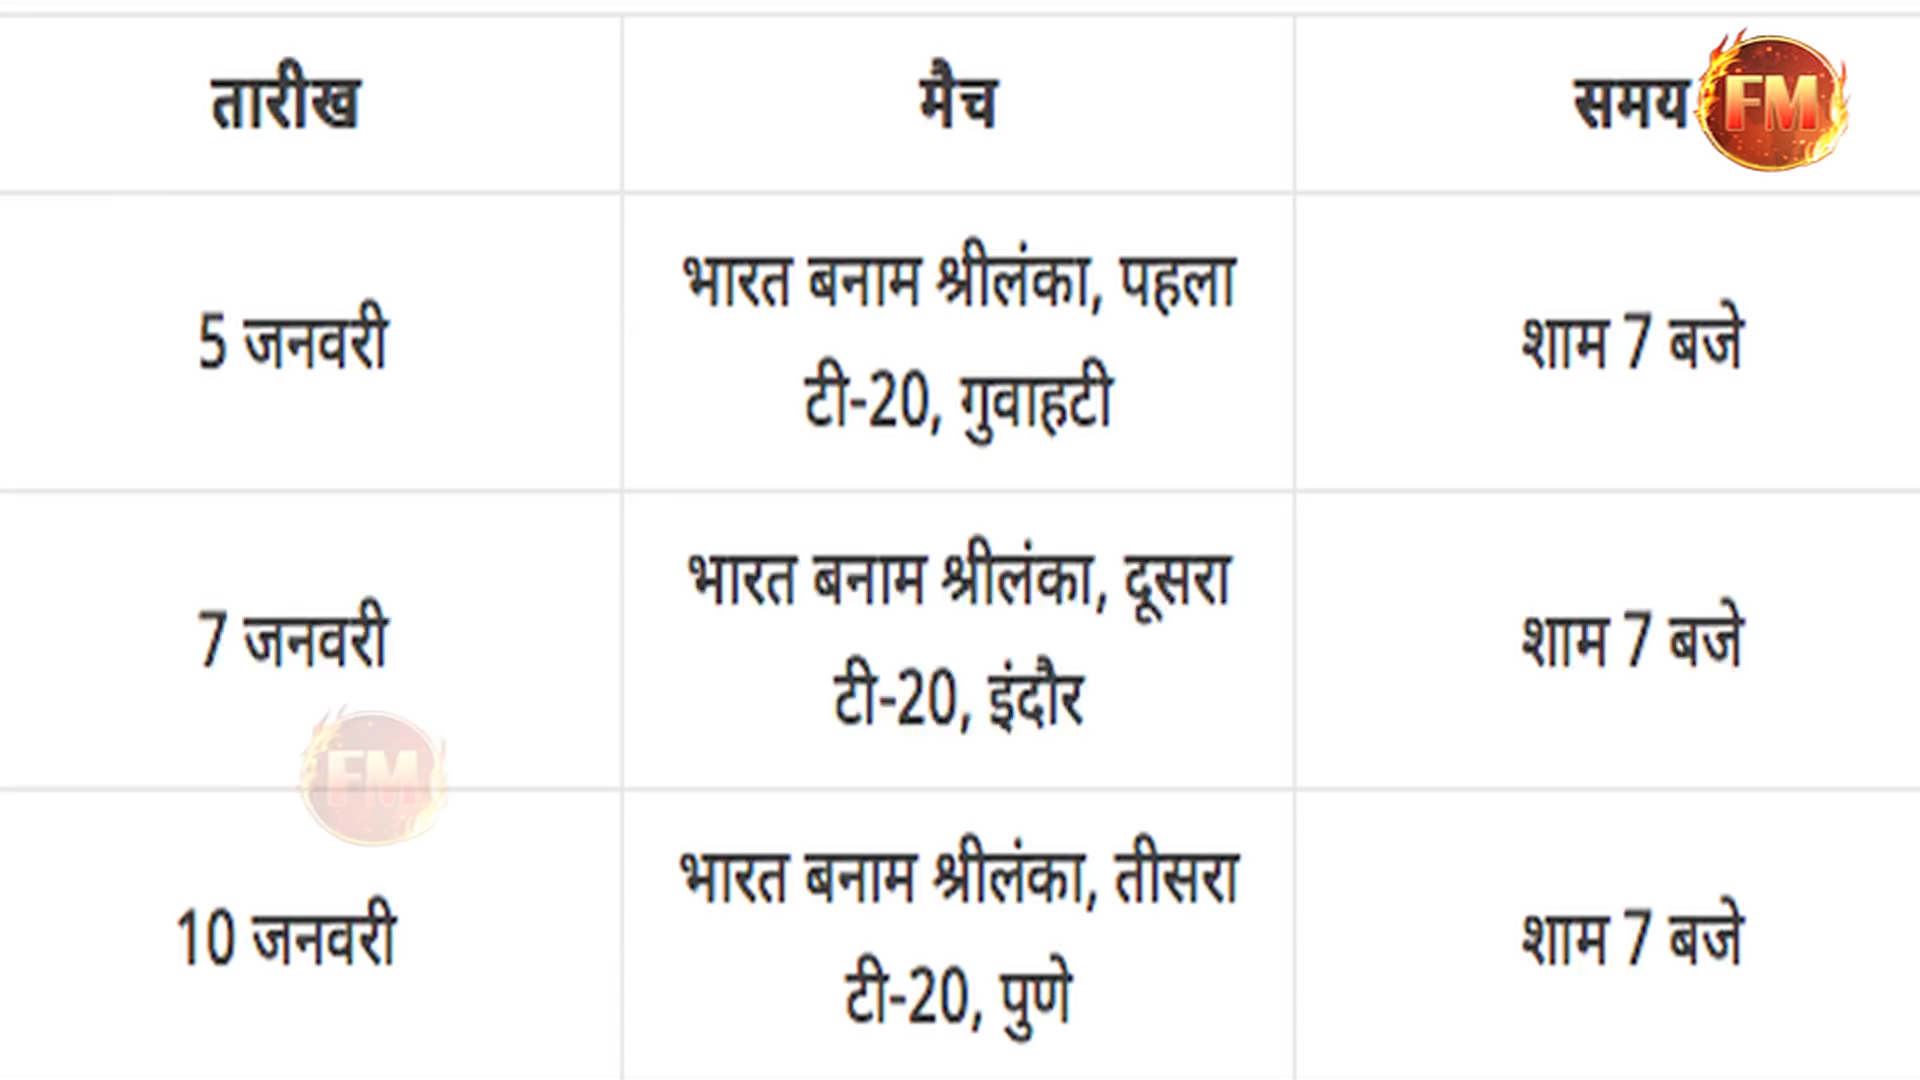 तारीख मैच समय FM
भारत बनाम श्रीलंका, पहला
5 जनवरी शाम 7 बजे
टी-20, गुवाहटी
भारत बनाम श्रीलंका, दूसरा
7 जनवरी शाम 7 बजे
टी-20, इंदौर
FM
भारत बनाम श्रीलंका, तीसरा
10 जनवरी शाम 7 बजे
टी-20, पुणे